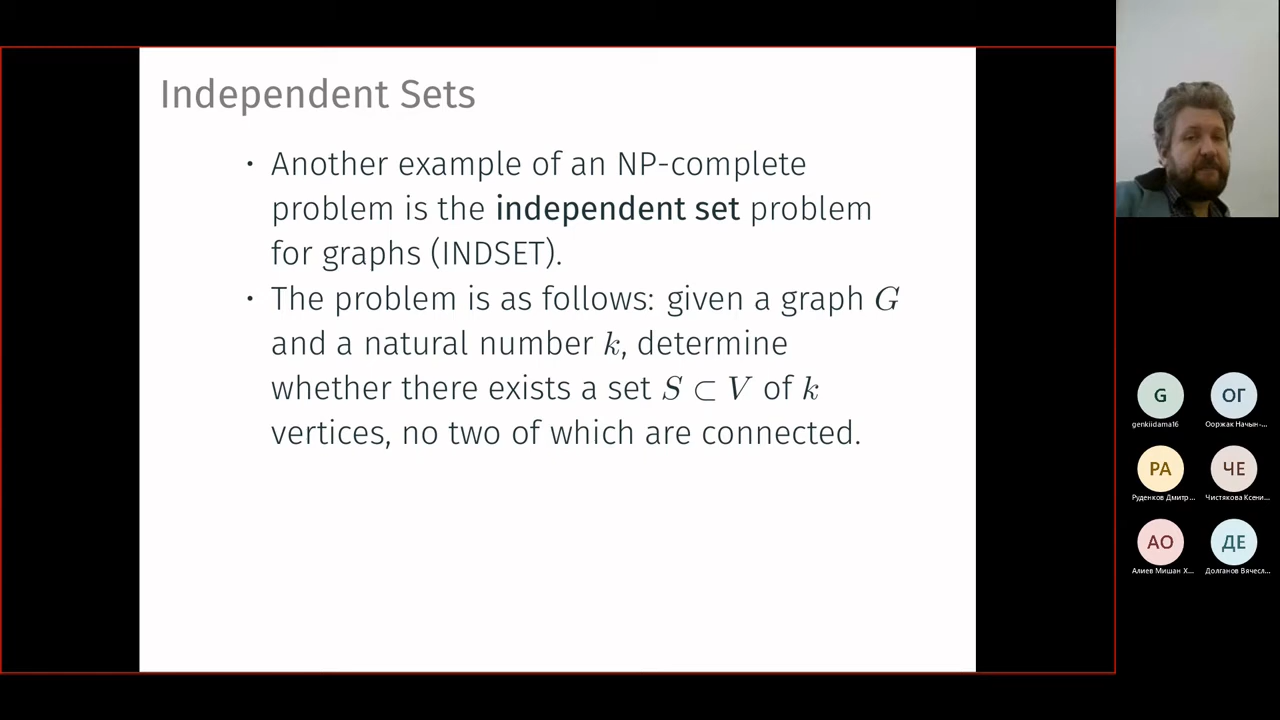 Independent Sets
· Another example of an NP-complete
problem is the independent set problem
for graphs (INDSET).
· The problem is as follows: given a graph G
and a natural number k, determine
whether there exists a set S ⊂ V of k
vertices, no two of which are connected.
G
genkiidama16
ОГ
Ооржак Начын-...
РА
Руденков Дмитр...
ЧЕ
Чистякова Ксени...
АО
Алиев Мишан Х...
ДЕ
Долганов Вячесл...